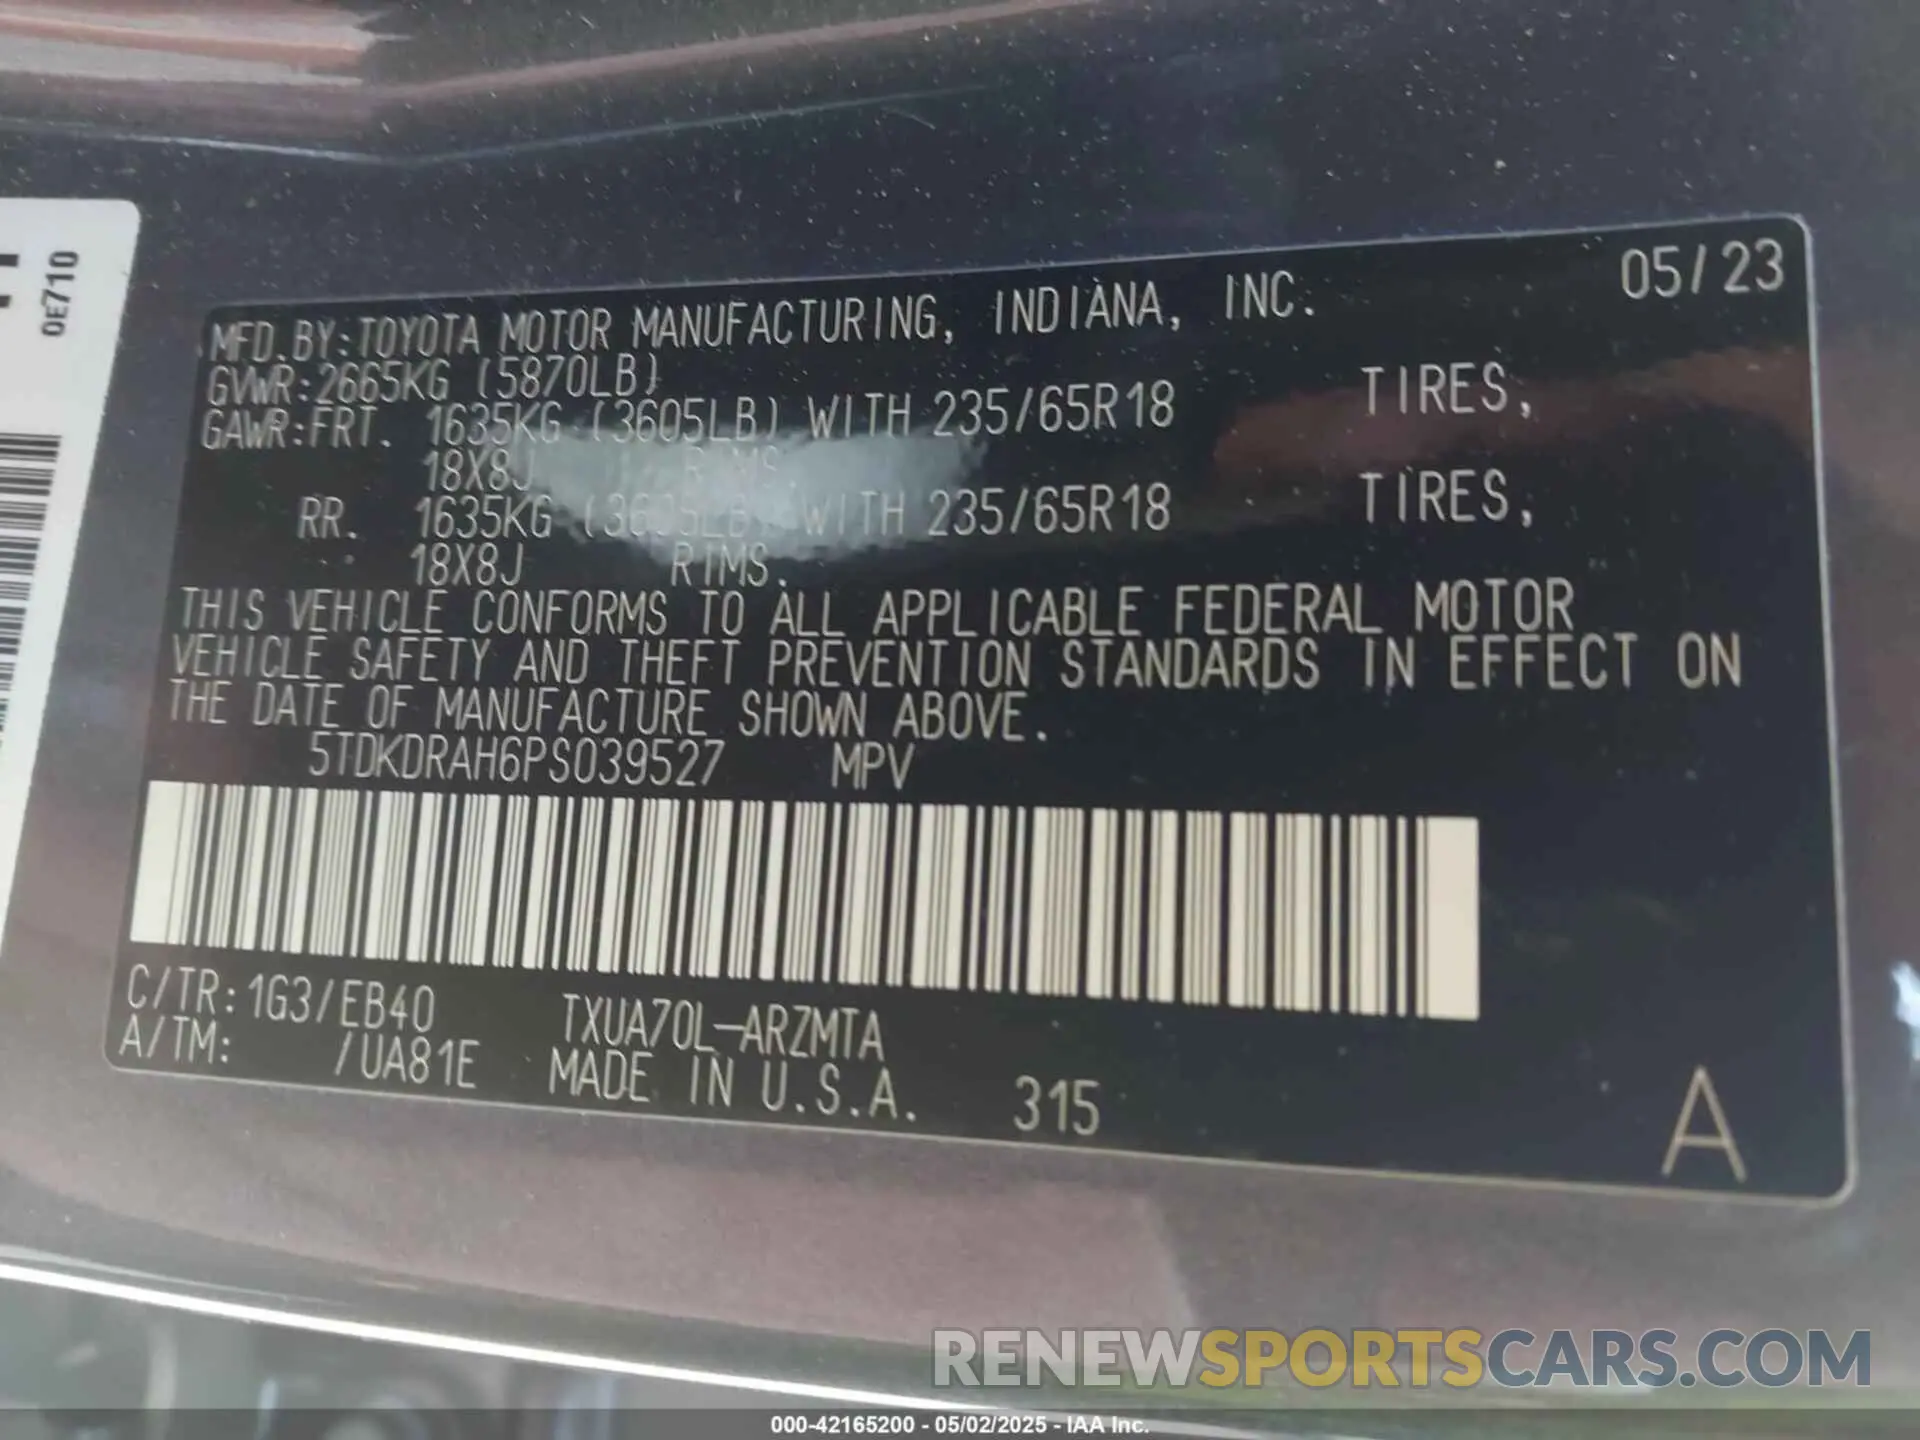 0E710
05/23
MFD.BY:TOYOTA MOTOR MANUFACTURING, INDIANA, INC.
GVWR:2665KG (5870LB)
GAWR:FRT. 1635KG (3605LB) WITH 235/65R18 TIRES,
18X8J RIMS.
RR. 1635KG (3605LB) WITH 235/65R18 TIRES,
18X8J RIMS.
THIS VEHICLE CONFORMS TO ALL APPLICABLE FEDERAL MOTOR
VEHICLE SAFETY AND THEFT PREVENTION STANDARDS IN EFFECT ON
THE DATE OF MANUFACTURE SHOWN ABOVE.
5TDKDRAH6PS039527 MPV
C/TR:1G3/EB40 TXUA70L-ARZMTA
A/TM: /UA81E MADE IN U.S.A. 315
A
RENEWSPORTSCARS.COM
000-42165200 - 05/02/2025 - IAA Inc.